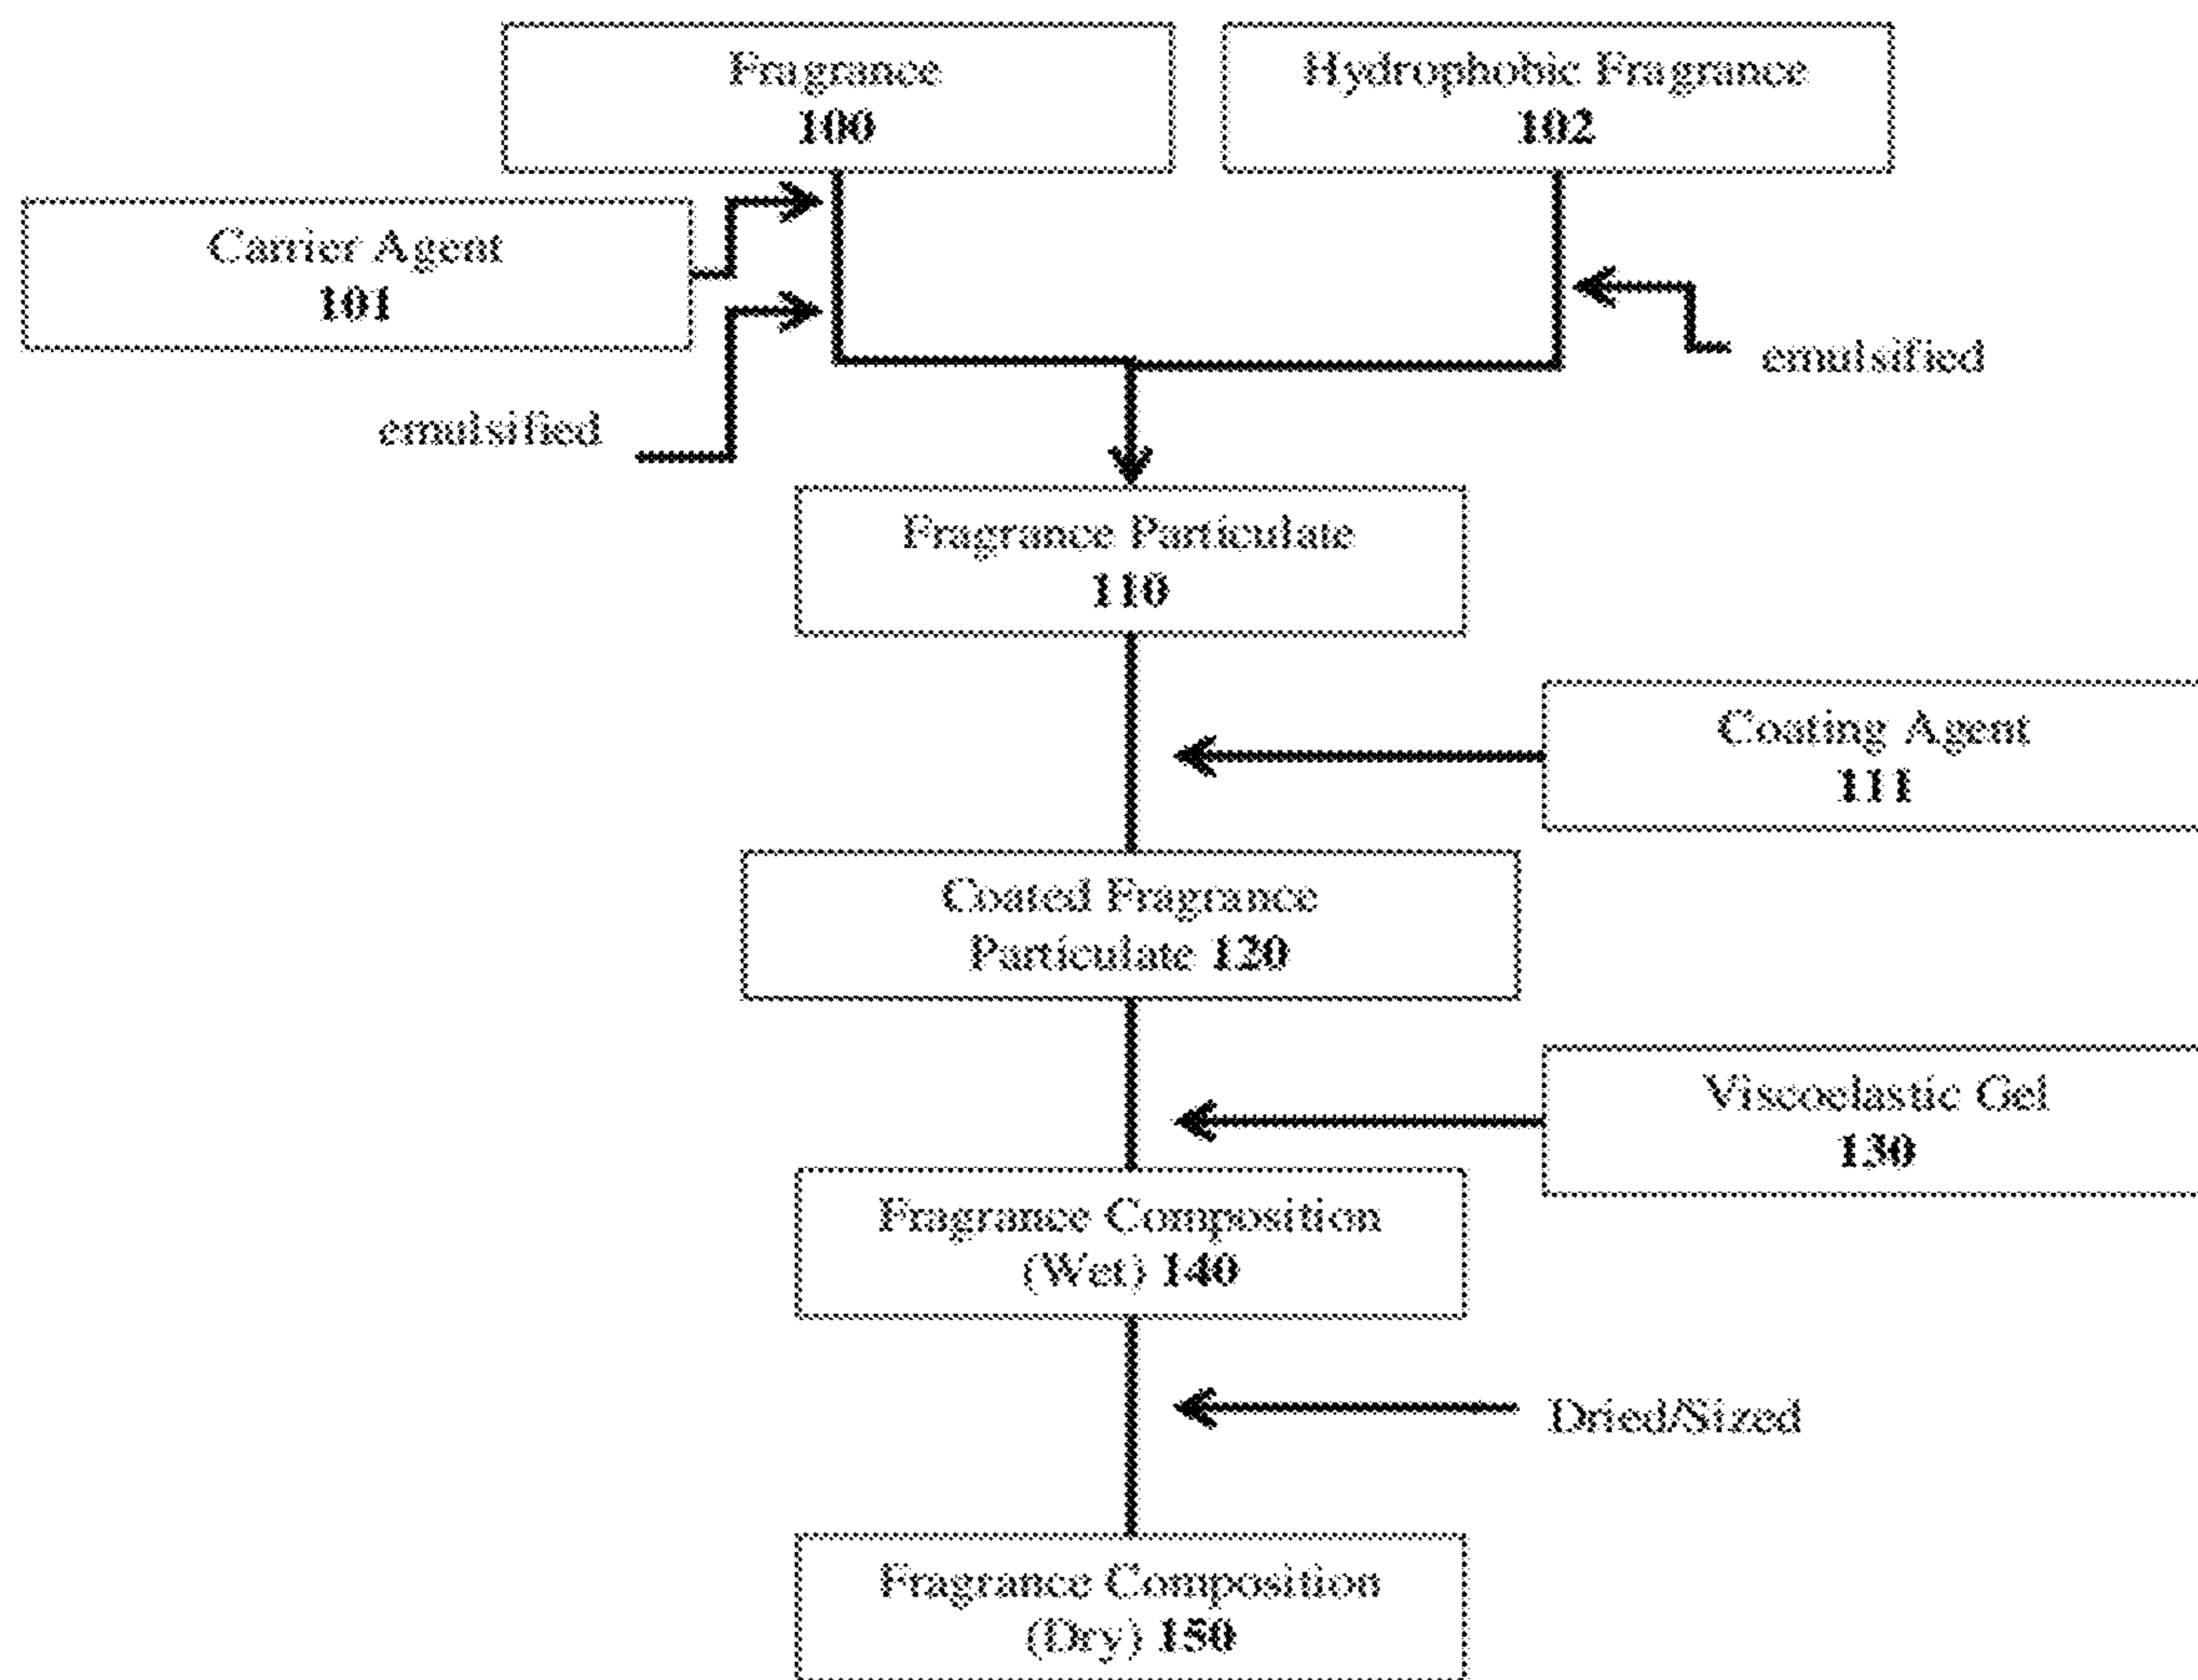 Fragrance
100
Hydrophobic Fragrance
102
Carrier Agent
101
emulsified
emulsified
Fragrance Particulate
110
Coating Agent
111
Coated Fragrance
Particulate 120
Viscoelastic Gel
130
Fragrance Composition
(Wet) 140
Dried/Sized
Fragrance Composition
(Dry) 150